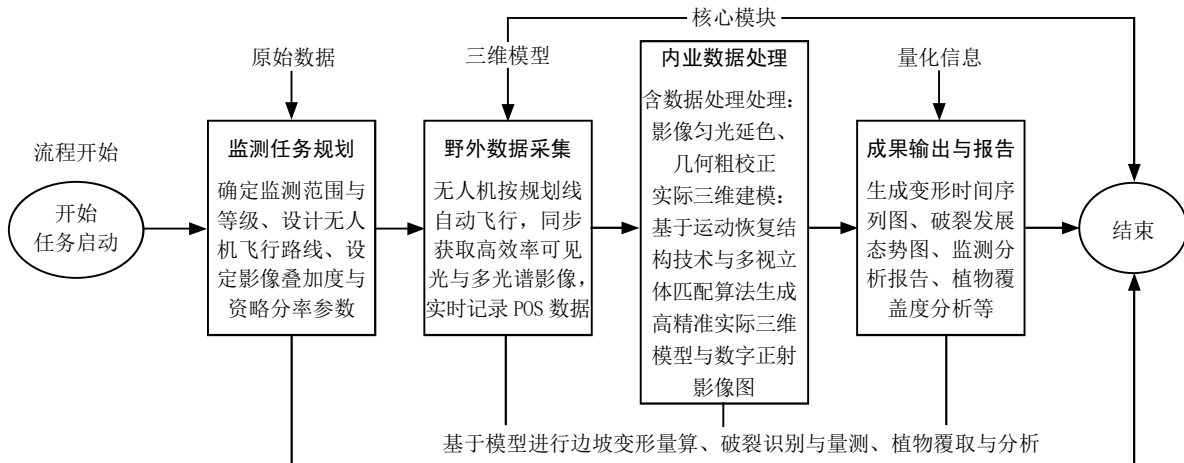 核心模块
原始数据
三维模型
量化信息
流程开始
开始
任务启动
监测任务规划
确定监测范围与
等级、设计无人
机飞行路线、设
定影像叠加度与
资略分率参数
野外数据采集
无人机按规划线
自动飞行，同步
获取高效率可见
光与多光谱影像，
实时记录 POS 数据
内业数据处理
含数据处理处理：
影像匀光延色、
几何粗校正
实际三维建模：
基于运动恢复结
构技术与多视立
体匹配算法生成
高精准实际三维
模型与数字正射
影像图
成果输出与报告
生成变形时间序
列图、破裂发展
态势图、监测分
析报告、植物覆
盖度分析等
结束
基于模型进行边坡变形量算、破裂识别与量测、植物覆取与分析